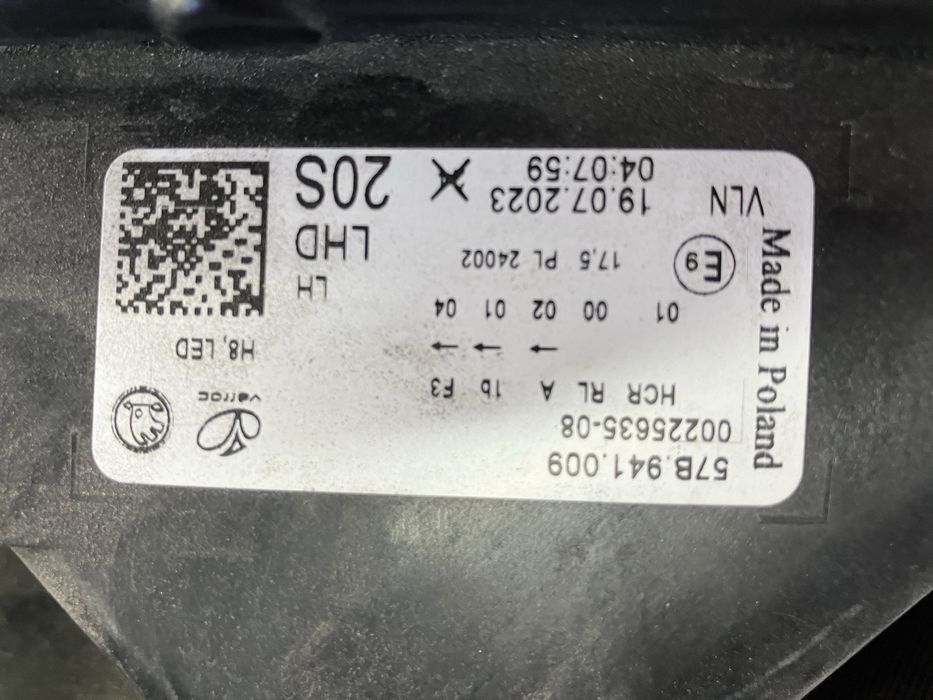 57B.941.009
00225635-08
HCR RL A 1b F3
← → →
01 00 02 01 04
E9 17,5 PL 24002
VLN 19.07.2023
04:07:59
Made in Poland
varroc
H8, LED
LH
LHD
20S